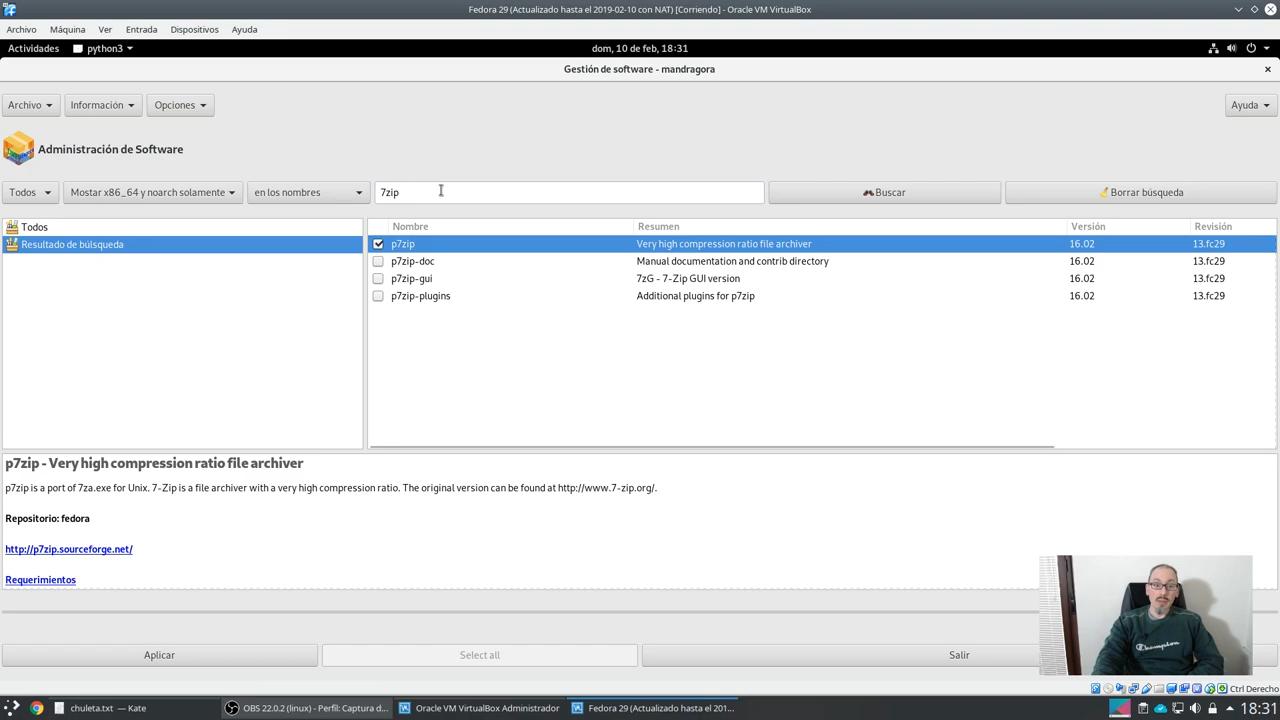 Fedora 29 (Actualizado hasta el 2019-02-10 con NAT) [Corriendo] - Oracle VM VirtualBox
Archivo Máquina Ver Entrada Dispositivos Ayuda
Actividades python3 dom, 10 de feb, 18:31
Gestión de software - mandragora
Archivo Información Opciones Ayuda
Administración de Software
Todos Mostar x86_64 y noarch solamente en los nombres 7zip Buscar Borrar búsqueda
Todos
Resultado de búlsqueda
Nombre Resumen Versión Revisión
p7zip Very high compression ratio file archiver 16.02 13.fc29
p7zip-doc Manual documentation and contrib directory 16.02 13.fc29
p7zip-gui 7zG - 7-Zip GUI version 16.02 13.fc29
p7zip-plugins Additional plugins for p7zip 16.02 13.fc29
p7zip - Very high compression ratio file archiver
p7zip is a port of 7za.exe for Unix. 7-Zip is a file archiver with a very high compression ratio. The original version can be found at http://www.7-zip.org/.
Repositorio: fedora
http://p7zip.sourceforge.net/
Requerimientos
Champion
Aplicar Select all Salir
Ctrl Derecho
chuleta.txt — Kate OBS 22.0.2 (linux) - Perfil: Captura d... Oracle VM VirtualBox Administrador Fedora 29 (Actualizado hasta el 201... 18:31